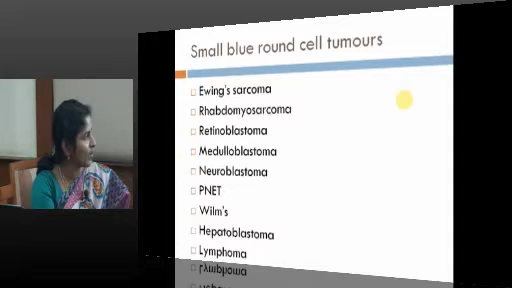 Small blue round cell tumours
Ewing's sarcoma
Rhabdomyosarcoma
Retinoblastoma
Medulloblastoma
Neuroblastoma
PNET
Wilm's
Hepatoblastoma
Lymphoma